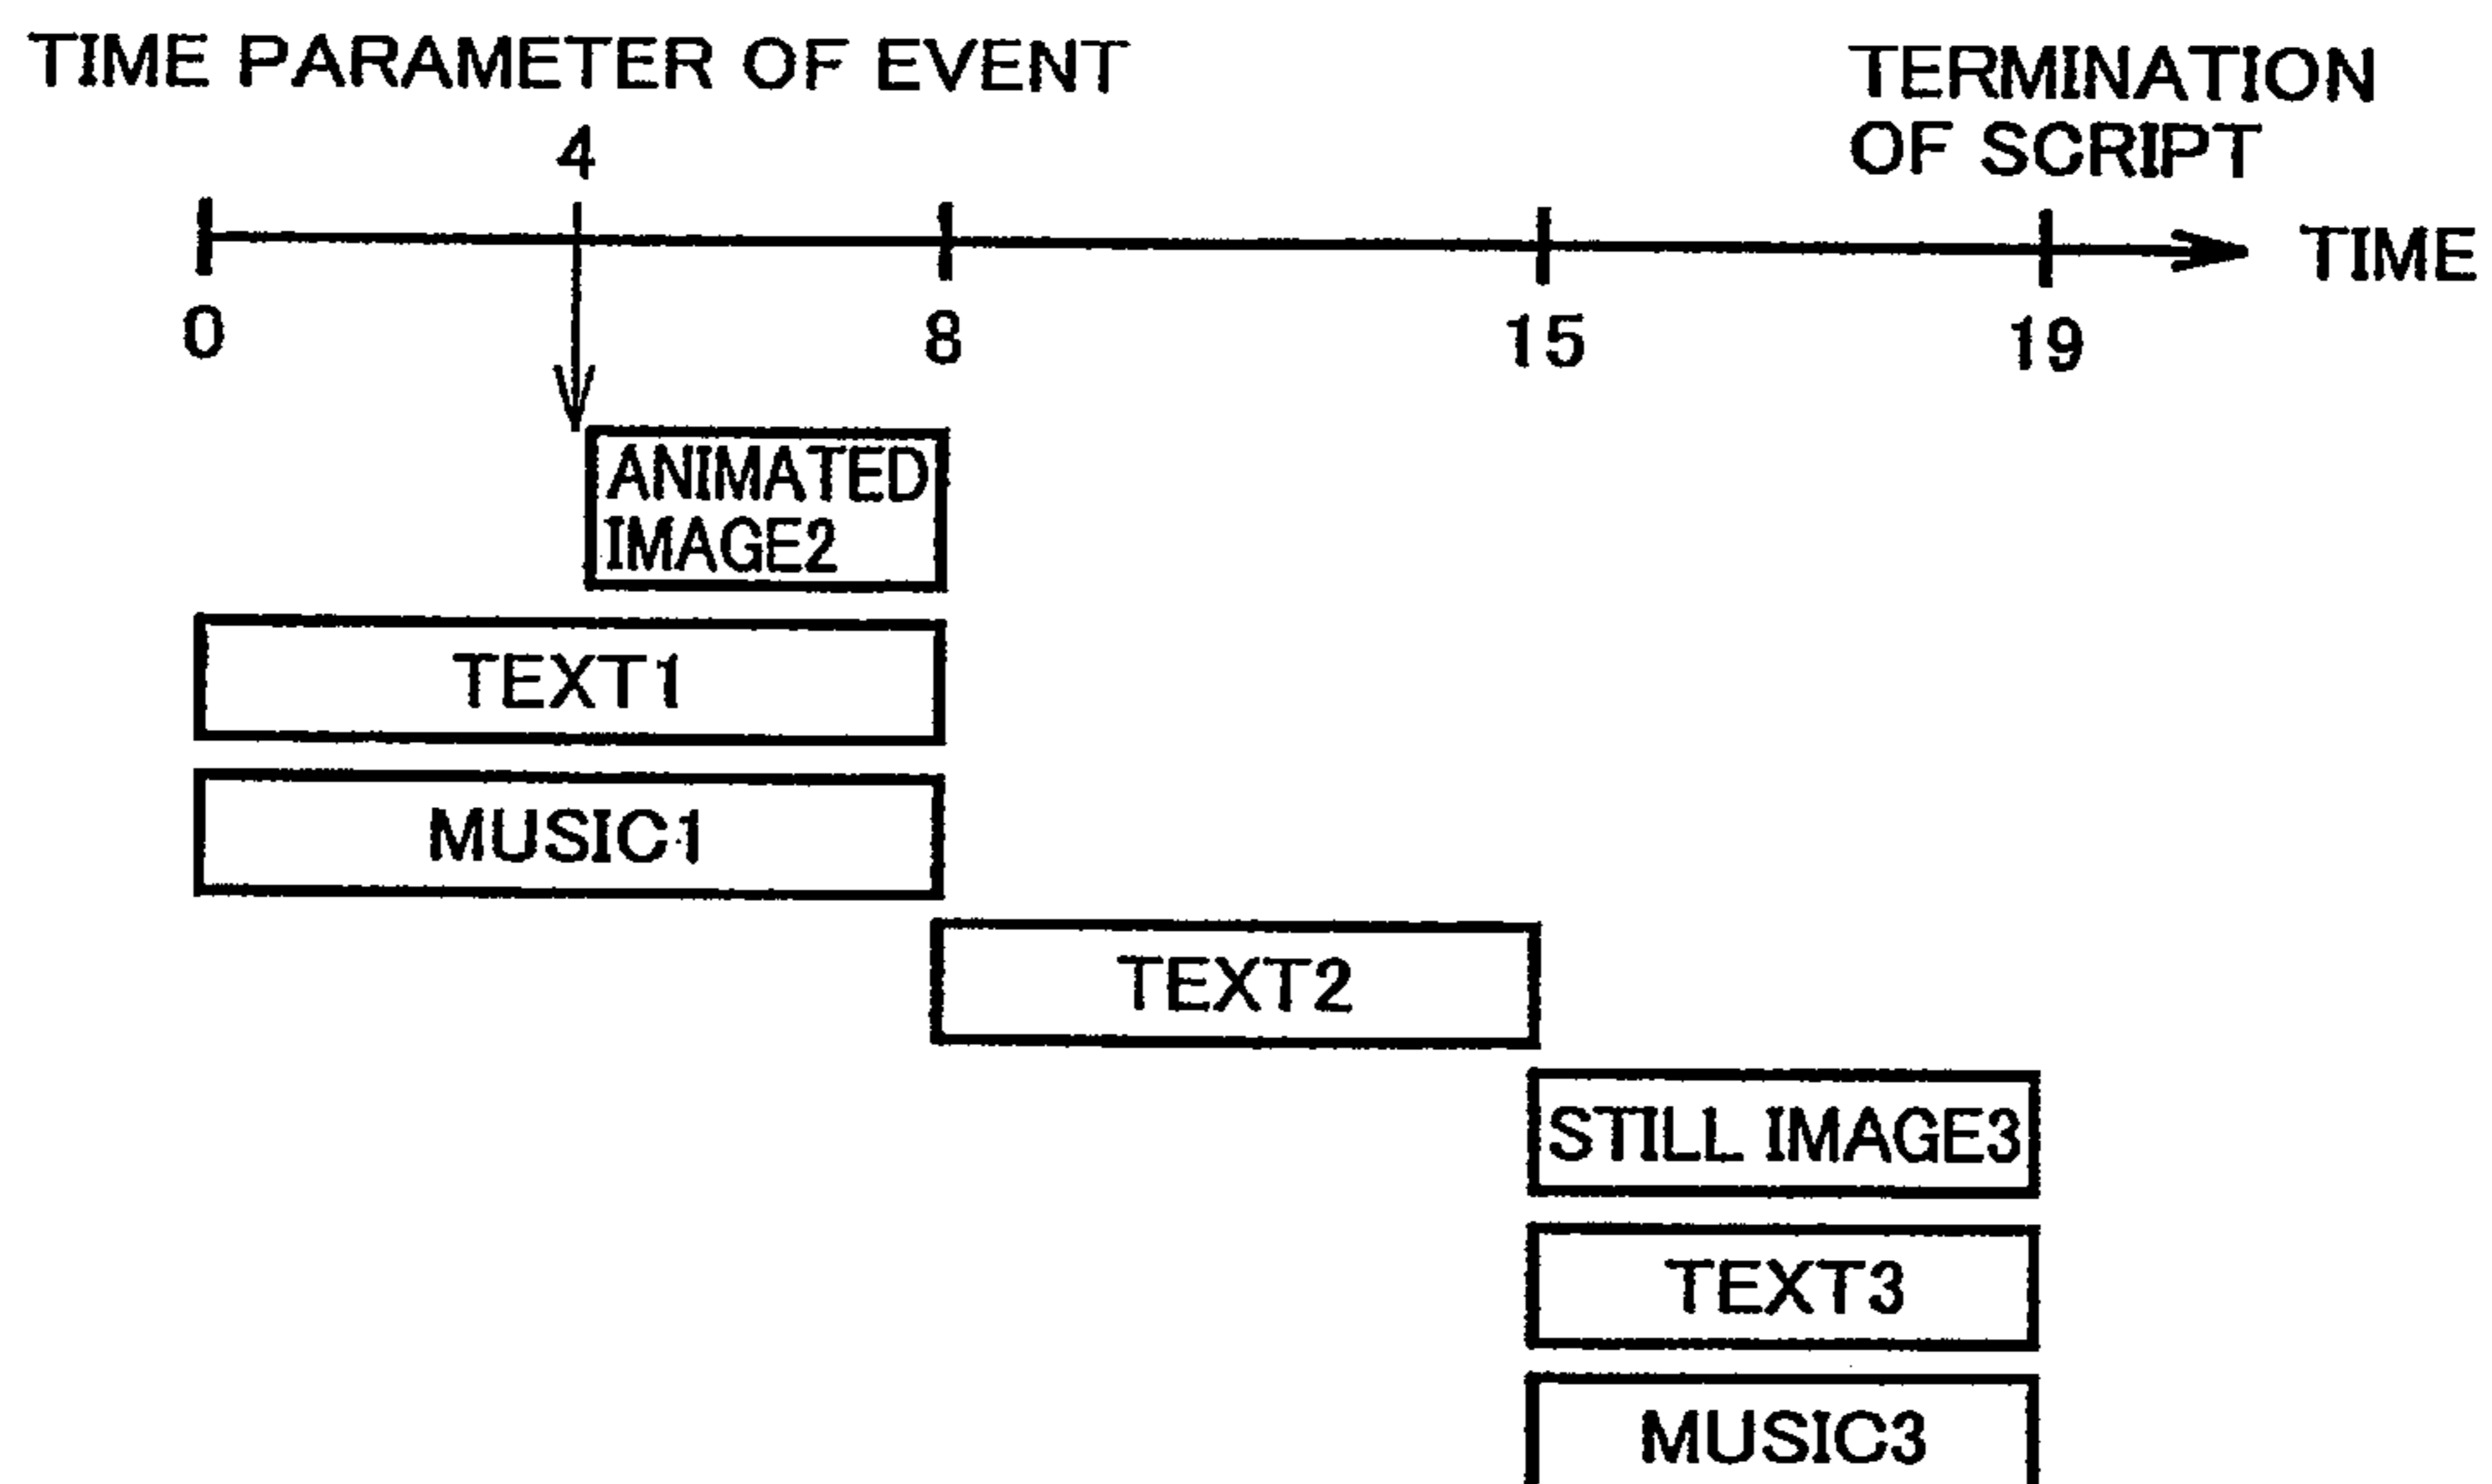 TIME PARAMETER OF EVENT
TERMINATION
OF SCRIPT
4
TIME
0
8
15
19
ANIMATED
IMAGE2
TEXT1
MUSIC1
TEXT2
STILL IMAGE3
TEXT3
MUSIC3